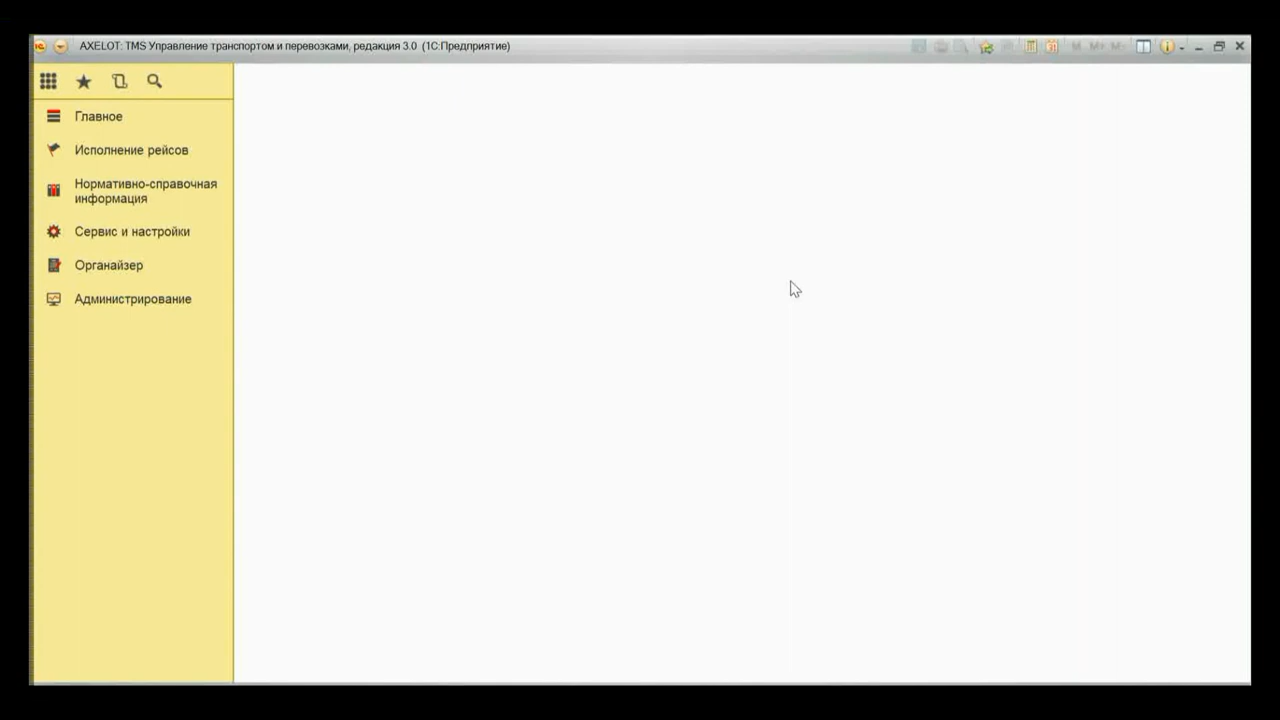 AXELOT: TMS Управление транспортом и перевозками, редакция 3.0 (1С:Предприятие)
Главное
Исполнение рейсов
Нормативно-справочная
информация
Сервис и настройки
Органайзер
Администрирование